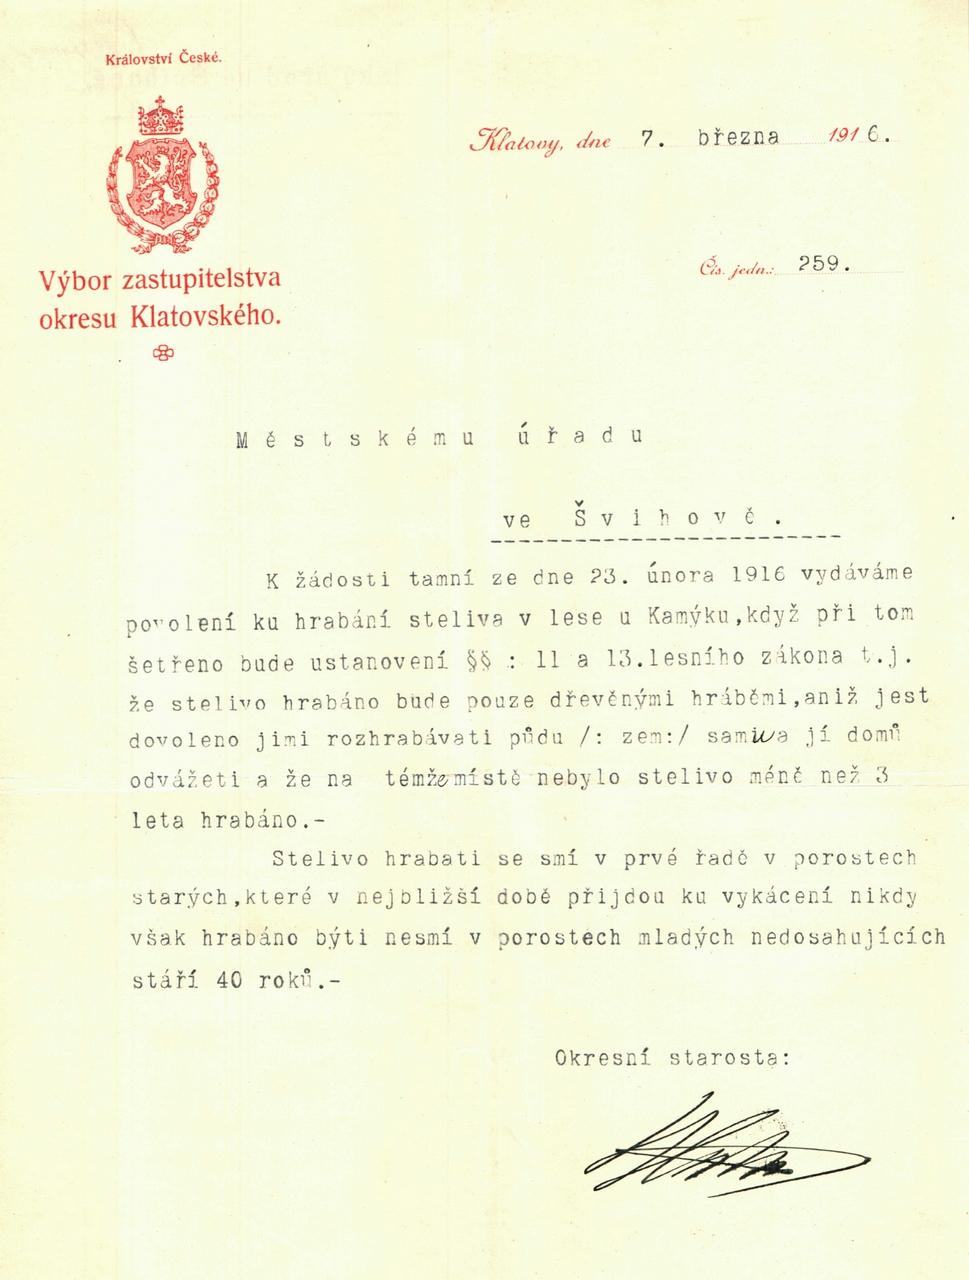 Království České.
Klatovy, dne 7. března 1916.
Čís. jedn.: 259.
Výbor zastupitelstva
okresu Klatovského.
Městskému úřadu
ve Švihově.
K žádosti tamní ze dne 23. února 1916 vydáváme
povolení ku hrabání steliva v lese u Kamýku,když při tom
šetřeno bude ustanovení §§ : 11 a 13.lesního zákona t.j.
že stelivo hrabáno bude pouze dřevěnými hráběmi,aniž jest
dovoleno jimi rozhrabávati půdu /: zem:/ sami a jí domů
odvážeti a že na témže místě nebylo stelivo méně než 3
leta hrabáno.-
Stelivo hrabati se smí v prvé řadě v porostech
starých,které v nejbližší době přijdou ku vykácení nikdy
však hrabáno býti nesmí v porostech mladých nedosahujících
stáří 40 roků.-
Okresní starosta: